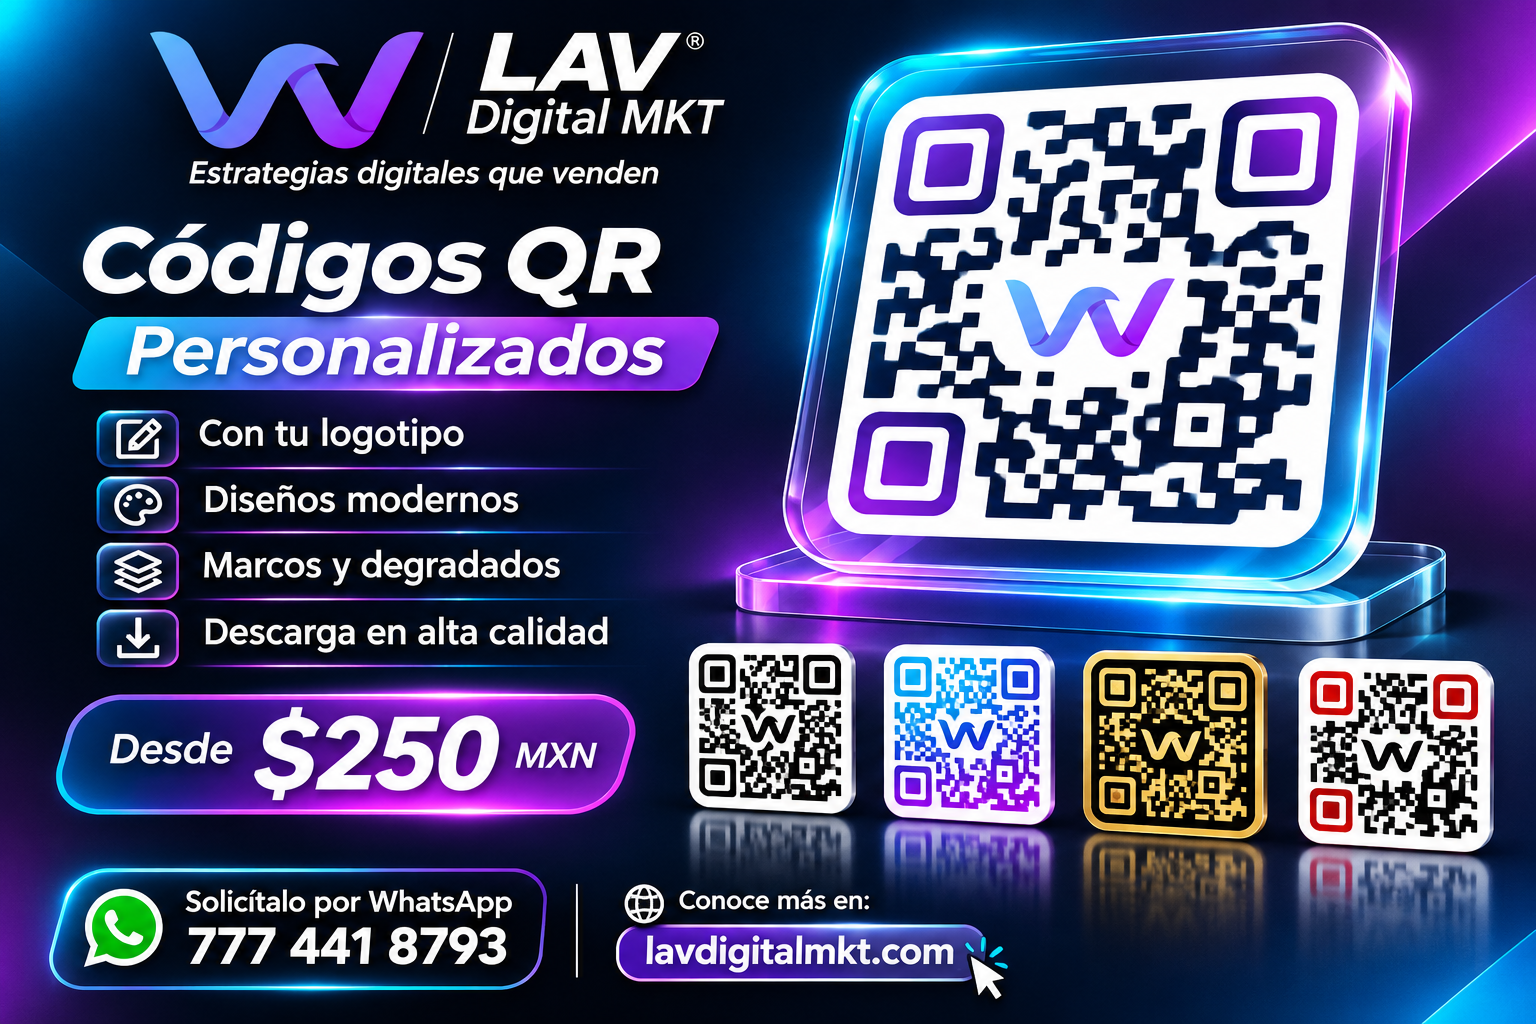 LAV®
Digital MKT
Estrategias digitales que venden
Códigos QR
Personalizados
Con tu logotipo
Diseños modernos
Marcos y degradados
Descarga en alta calidad
Desde $250 MXN
Solicítalo por WhatsApp
777 441 8793
Conoce más en:
lavdigitalmkt.com